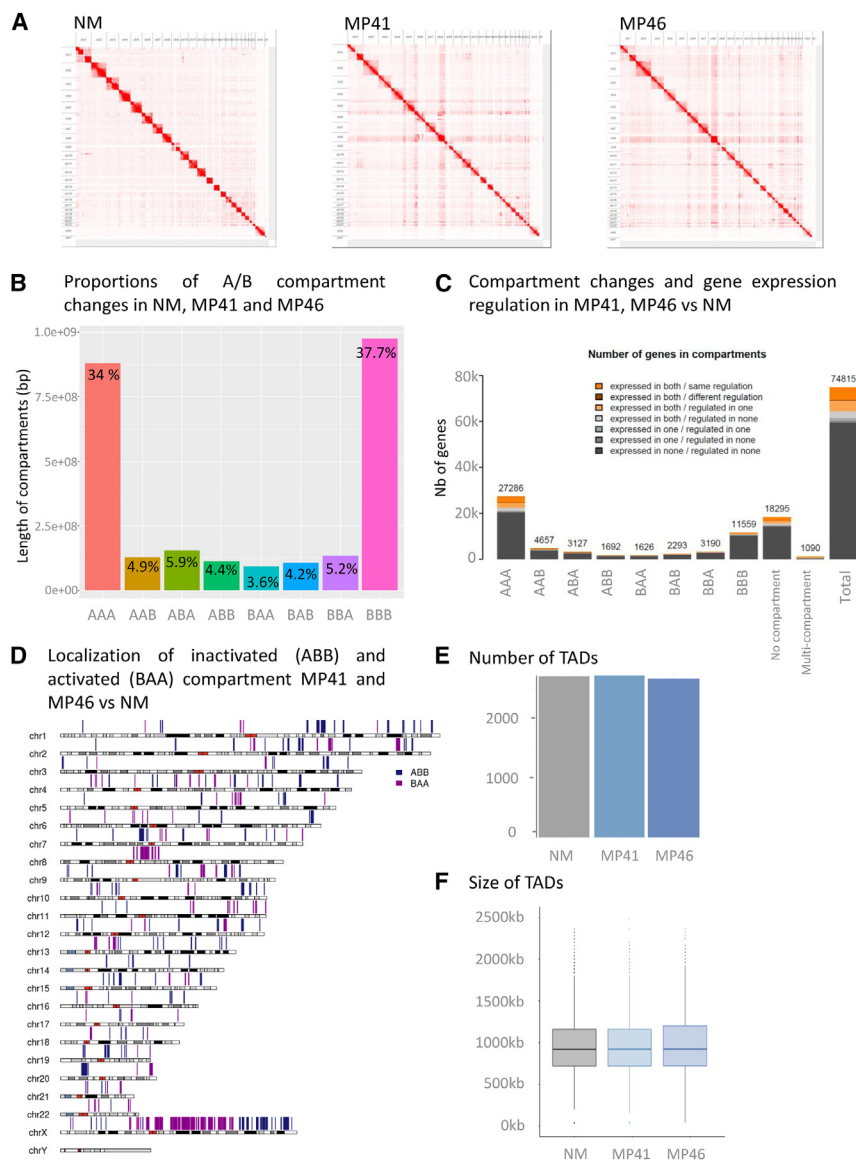 A
NM
MP41
MP46
B Proportions of A/B compartment
changes in NM, MP41 and MP46
Length of compartments (bp)
1.0e+09
7.5e+08
5.0e+08
2.5e+08
0e+00
34 %
4.9%
5.9%
4.4%
3.6%
4.2%
5.2%
37.7%
AAA AAB ABA ABB BAA BAB BBA BBB
C Compartment changes and gene expression
regulation in MP41, MP46 vs NM
Number of genes in compartments
expressed in both / same regulation
expressed in both / different regulation
expressed in both / regulated in one
expressed in both / regulated in none
expressed in one / regulated in one
expressed in one / regulated in none
expressed in none / regulated in none
Nb of genes
80k
60k
40k
20k
0
27286
4657
3127
1692
1626
2293
3190
11559
18295
1090
74815
AAA
AAB
ABA
ABB
BAA
BAB
BBA
BBB
No compartment
Multi-compartment
Total
D Localization of inactivated (ABB) and
activated (BAA) compartment MP41 and
MP46 vs NM
ABB
BAA
chr1
chr2
chr3
chr4
chr5
chr6
chr7
chr8
chr9
chr10
chr11
chr12
chr13
chr14
chr15
chr16
chr17
chr18
chr19
chr20
chr21
chr22
chrX
chrY
E Number of TADs
2000
1000
0
NM MP41 MP46
F Size of TADs
2500kb
2000kb
1500kb
1000kb
500kb
0kb
NM MP41 MP46